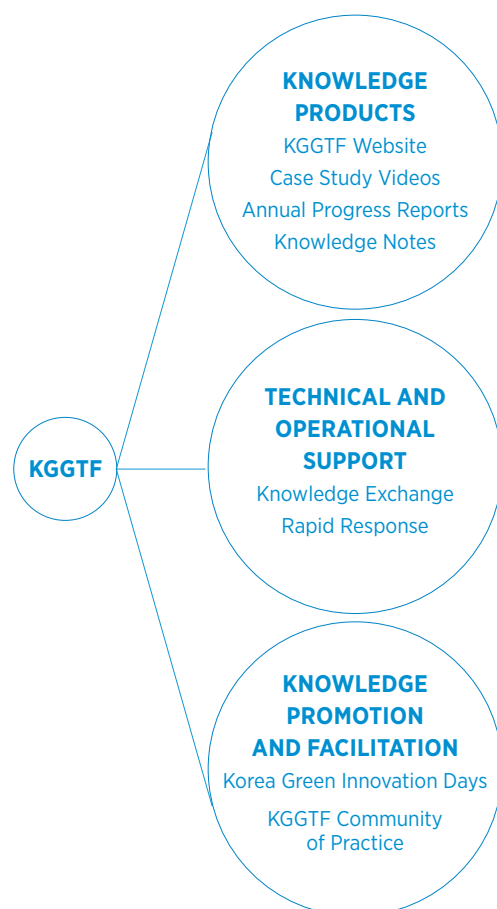 KNOWLEDGE
PRODUCTS
KGGTF Website
Case Study Videos
Annual Progress Reports
Knowledge Notes
KGGTF
TECHNICAL AND
OPERATIONAL
SUPPORT
Knowledge Exchange
Rapid Response
KNOWLEDGE
PROMOTION
AND FACILITATION
Korea Green Innovation Days
KGGTF Community
of Practice